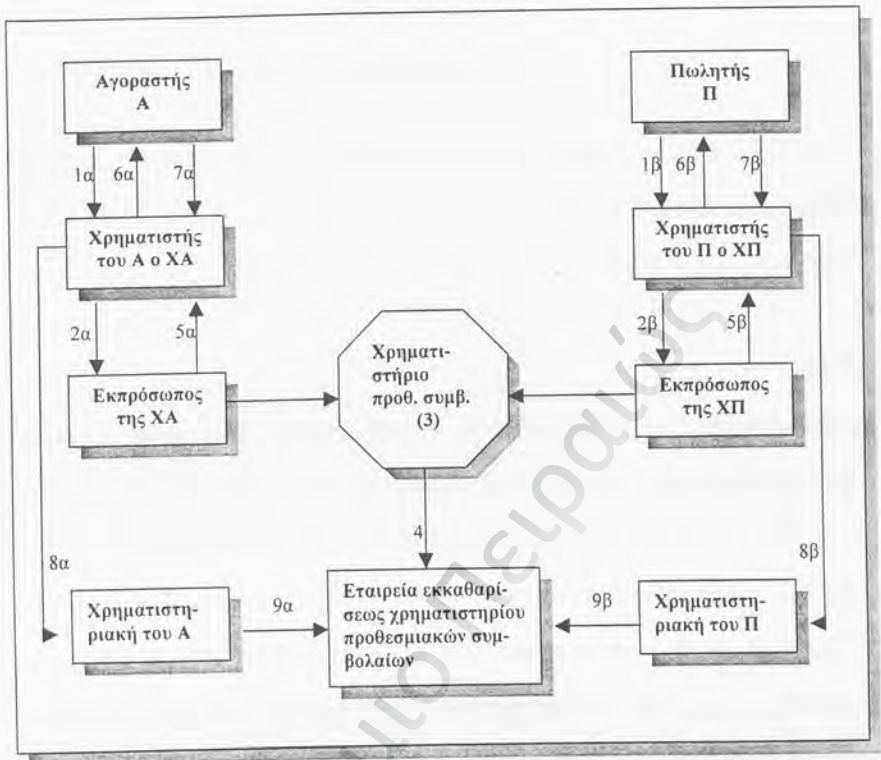 Αγοραστής
Α
Πωλητής
Π
1α
6α
7α
1β
6β
7β
Χρηματιστής
του Α ο ΧΑ
Χρηματιστής
του Π ο ΧΠ
2α
5α
2β
5β
Χρηματι-
στήριο
προθ. συμβ.
(3)
Εκπρόσωπος
της ΧΑ
Εκπρόσωπος
της ΧΠ
4
8α
8β
Χρηματιστη-
ριακή του Α
9α
Εταιρεία εκκαθαρί-
σεως χρηματιστηρίου
προθεσμιακών συμ-
βολαίων
9β
Χρηματιστη-
ριακή του Π
Πειραιώς